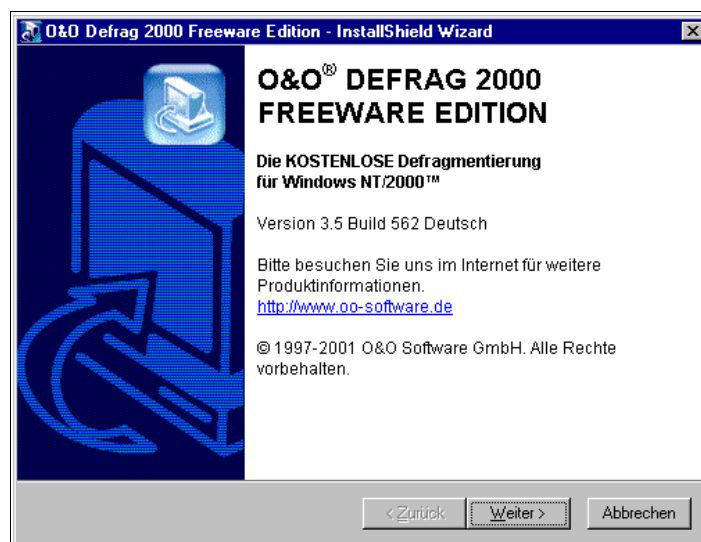 O&O Defrag 2000 Freeware Edition - InstallShield Wizard
O&O® DEFRAG 2000
FREEWARE EDITION
Die KOSTENLOSE Defragmentierung
für Windows NT/2000™
Version 3.5 Build 562 Deutsch
Bitte besuchen Sie uns im Internet für weitere
Produktinformationen.
http://www.oo-software.de
© 1997-2001 O&O Software GmbH. Alle Rechte
vorbehalten.
< Zurück Weiter > Abbrechen